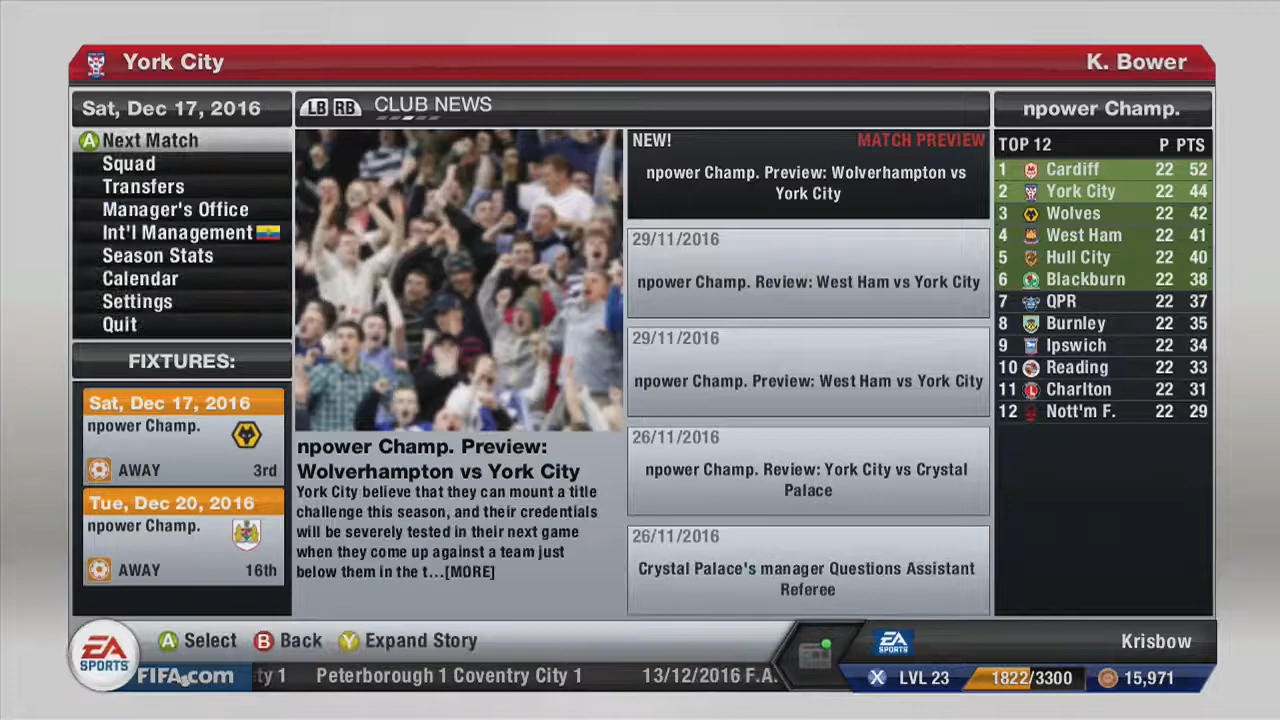 York City
K. Bower
Sat, Dec 17, 2016
LB RB CLUB NEWS
npower Champ.
A Next Match
Squad
Transfers
Manager's Office
Int'l Management
Season Stats
Calendar
Settings
Quit
FIXTURES:
Sat, Dec 17, 2016
npower Champ.
AWAY 3rd
Tue, Dec 20, 2016
npower Champ.
AWAY 16th
npower Champ. Preview:
Wolverhampton vs York City
York City believe that they can mount a title
challenge this season, and their credentials
will be severely tested in their next game
when they come up against a team just
below them in the t...[MORE]
NEW! MATCH PREVIEW
npower Champ. Preview: Wolverhampton vs
York City
29/11/2016
npower Champ. Review: West Ham vs York City
29/11/2016
npower Champ. Preview: West Ham vs York City
26/11/2016
npower Champ. Review: York City vs Crystal
Palace
26/11/2016
Crystal Palace's manager Questions Assistant
Referee
TOP 12 P PTS
1 Cardiff 22 52
2 York City 22 44
3 Wolves 22 42
4 West Ham 22 41
5 Hull City 22 40
6 Blackburn 22 38
7 QPR 22 37
8 Burnley 22 35
9 Ipswich 22 34
10 Reading 22 33
11 Charlton 22 31
12 Nott'm F. 22 29
A Select B Back Y Expand Story
EA SPORTS
EA SPORTS
Krisbow
FIFA.com
ty 1 Peterborough 1 Coventry City 1 13/12/2016 F.A.
X LVL 23 1822/3300 15,971